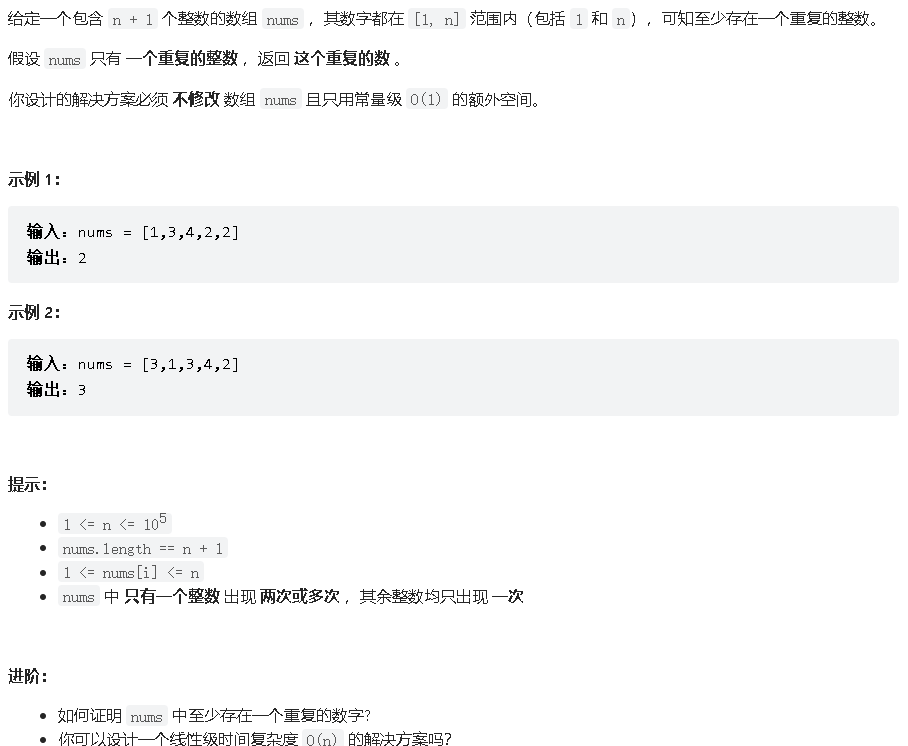 给定一个包含 n + 1 个整数的数组 nums ，其数字都在 [1, n] 范围内（包括 1 和 n），可知至少存在一个重复的整数。
假设 nums 只有 一个重复的整数 ，返回 这个重复的数 。
你设计的解决方案必须 不修改 数组 nums 且只用常量级 O(1) 的额外空间。
示例 1：
输入：nums = [1,3,4,2,2]
输出：2
示例 2：
输入：nums = [3,1,3,4,2]
输出：3
提示：
• 1 <= n <= 10⁵
• nums.length == n + 1
• 1 <= nums[i] <= n
• nums 中 只有一个整数 出现 两次或多次 ，其余整数均只出现 一次
进阶：
• 如何证明 nums 中至少存在一个重复的数字?
• 你可以设计一个线性级时间复杂度 O(n) 的解决方案吗？